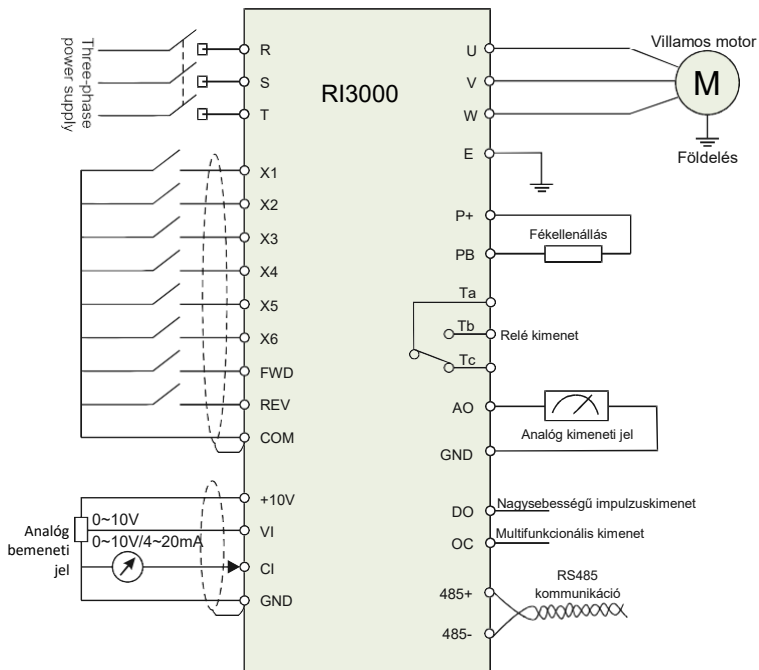 Three-phase
power supply
R
S
T
RI3000
U
V
W
E
Villamos motor
M
Földelés
X1
X2
X3
X4
X5
X6
FWD
REV
COM
P+
PB
Fékellenállás
Ta
Tb
Tc
Relé kimenet
AO
GND
Analóg kimeneti jel
+10V
VI
CI
GND
0~10V
0~10V/4~20mA
Analóg
bemeneti
jel
DO
Nagysebességű impulzuskimenet
OC
Multifunkcionális kimenet
485+
485-
RS485
kommunikáció